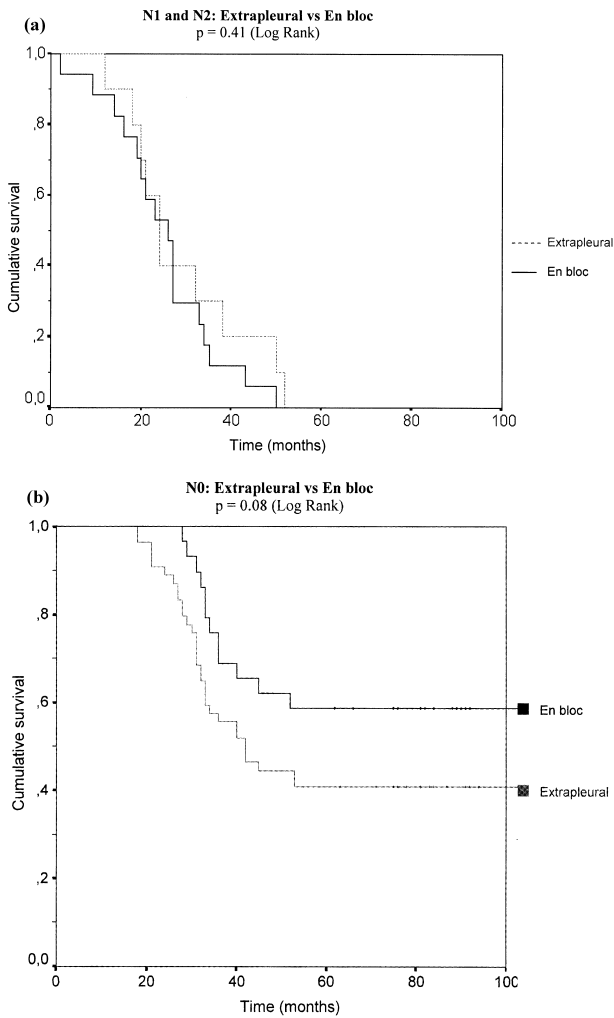 (a)
N1 and N2: Extrapleural vs En bloc
p = 0.41 (Log Rank)
1,0
,8
,6
,4
,2
0,0
Cumulative survival
0 20 40 60 80 100
Time (months)
Extrapleural
En bloc
(b)
N0: Extrapleural vs En bloc
p = 0.08 (Log Rank)
1,0
,8
,6
,4
,2
0,0
Cumulative survival
En bloc
Extrapleural
0 20 40 60 80 100
Time (months)